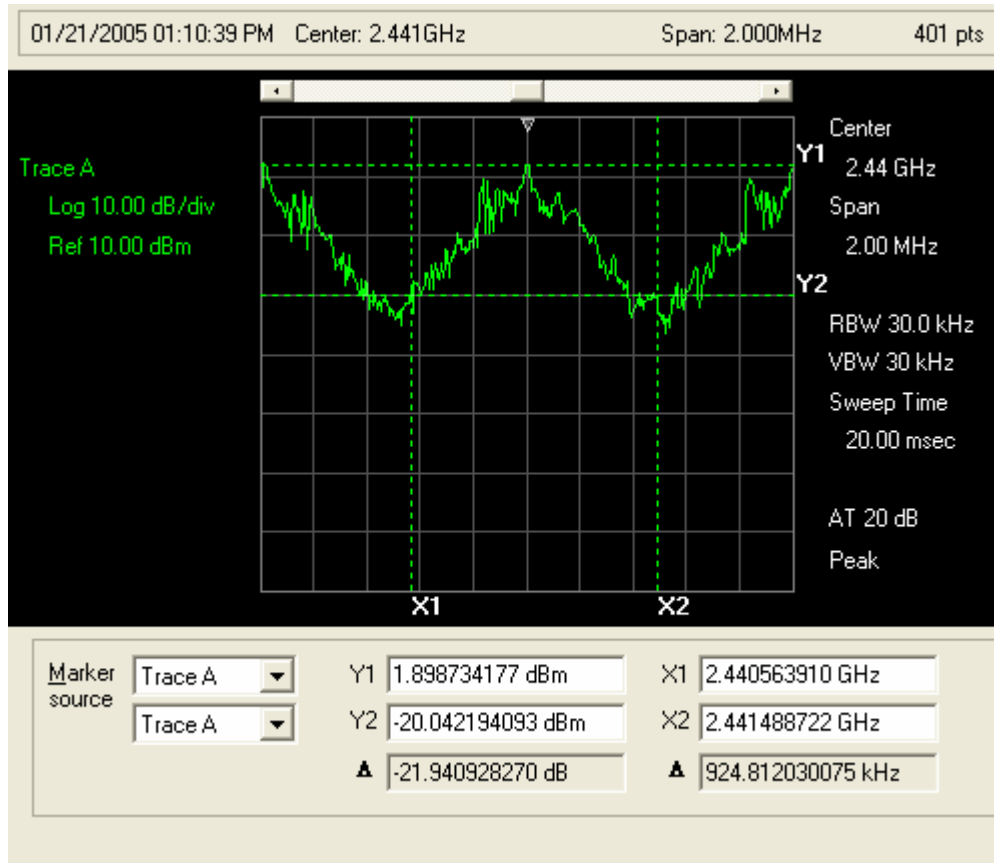 01/21/2005 01:10:39 PM Center: 2.441GHz Span: 2.000MHz 401 pts
Trace A
Log 10.00 dB/div
Ref 10.00 dBm
Y1
Y2
X1 X2
Center
2.44 GHz
Span
2.00 MHz
RBW 30.0 kHz
VBW 30 kHz
Sweep Time
20.00 msec
AT 20 dB
Peak
Marker source
Trace A
Trace A
Y1 1.898734177 dBm
Y2 -20.042194093 dBm
Δ -21.940928270 dB
X1 2.440563910 GHz
X2 2.441488722 GHz
Δ 924.812030075 kHz